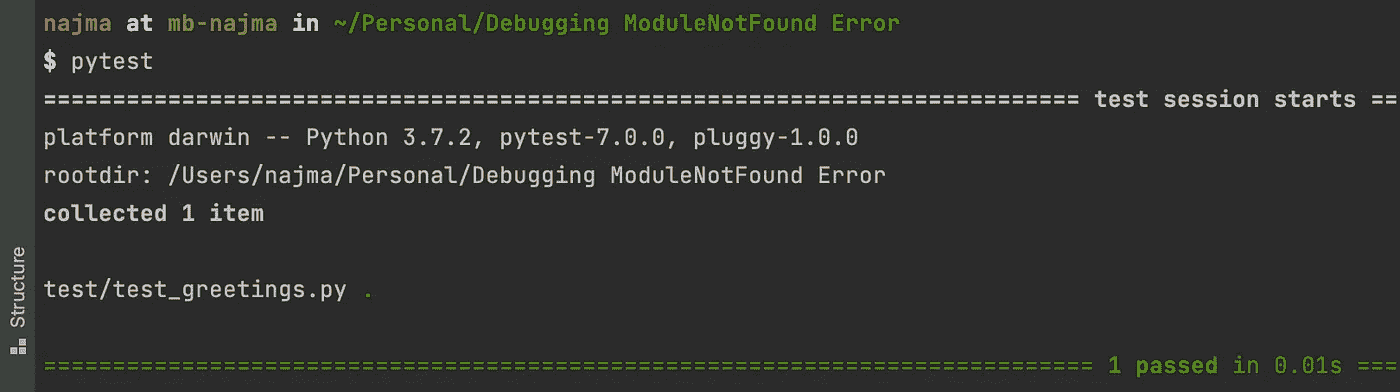 najma at mb-najma in ~/Personal/Debugging ModuleNotFound Error
$ pytest
=========================================================================== test session starts ==
platform darwin -- Python 3.7.2, pytest-7.0.0, pluggy-1.0.0
rootdir: /Users/najma/Personal/Debugging ModuleNotFound Error
collected 1 item
test/test_greetings.py .
============================================================================ 1 passed in 0.01s ===
Structure